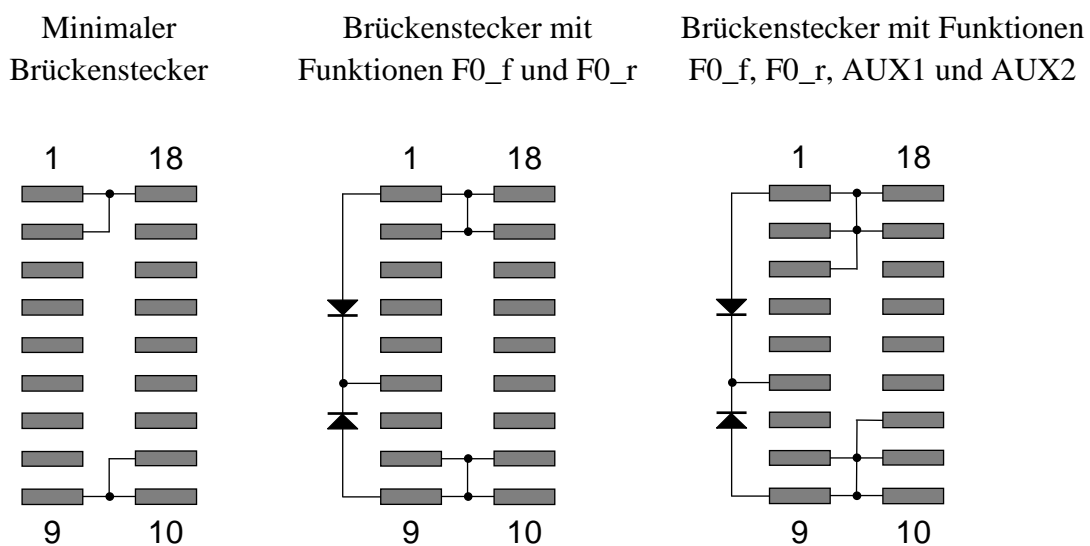 Minimaler
Brückenstecker
Brückenstecker mit
Funktionen F0_f und F0_r
Brückenstecker mit Funktionen
F0_f, F0_r, AUX1 und AUX2
1 18
9 10
1 18
9 10
1 18
9 10